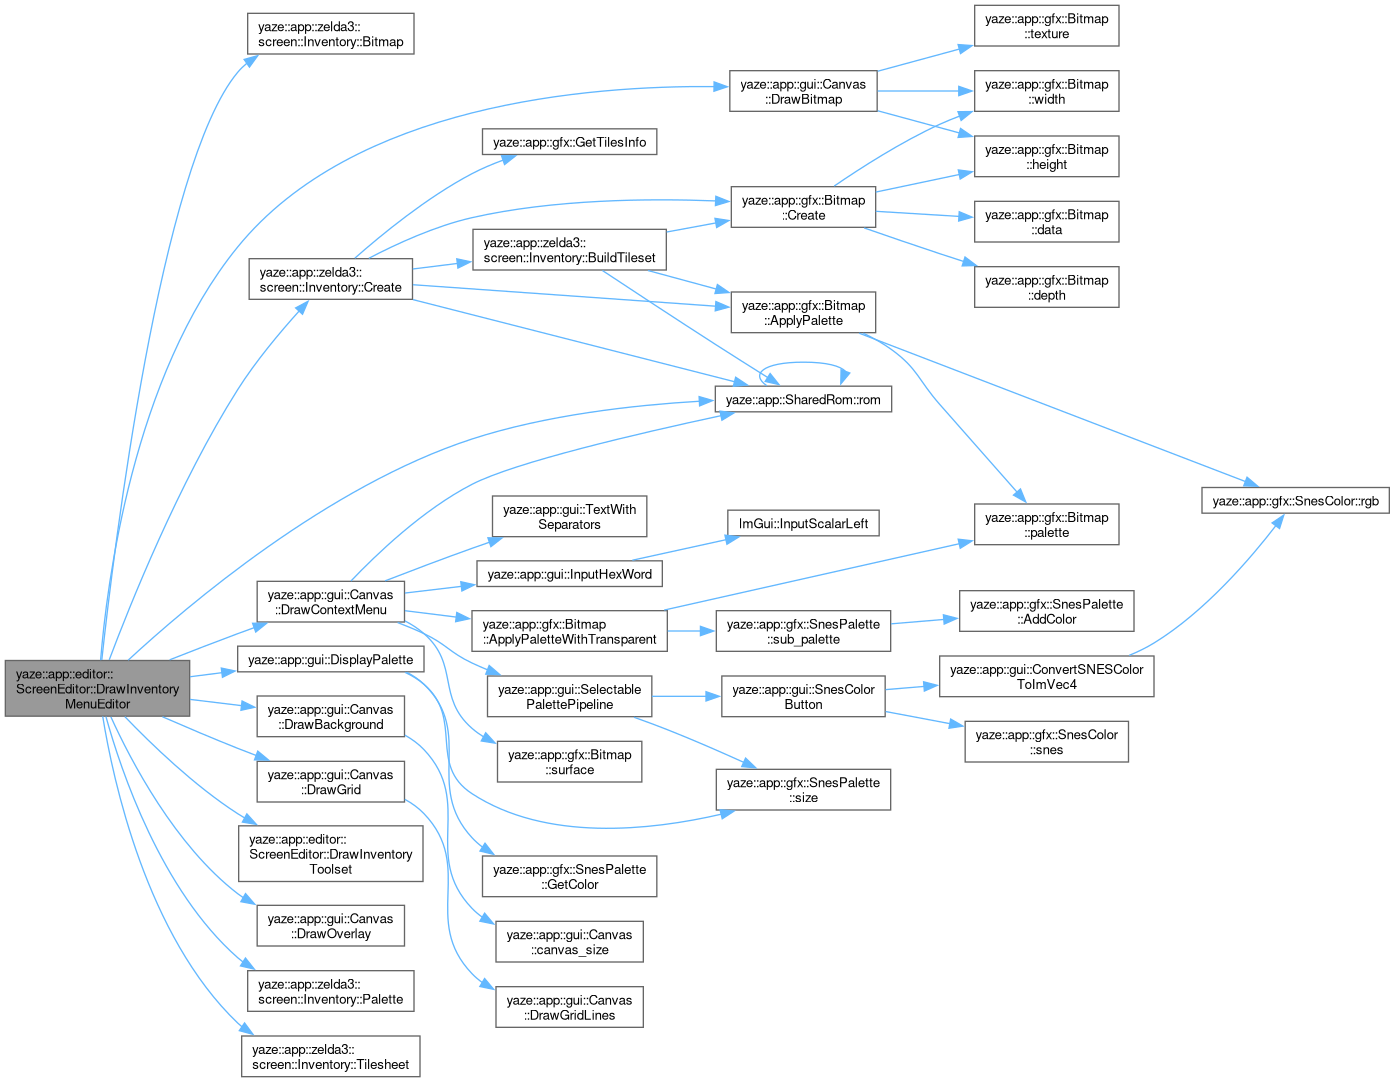 yaze::app::editor::
ScreenEditor::DrawInventory
MenuEditor
yaze::app::zelda3::
screen::Inventory::Bitmap
yaze::app::zelda3::
screen::Inventory::Create
yaze::app::gui::Canvas
::DrawContextMenu
yaze::app::gui::DisplayPalette
yaze::app::gui::Canvas
::DrawBackground
yaze::app::gui::Canvas
::DrawGrid
yaze::app::editor::
ScreenEditor::DrawInventory
Toolset
yaze::app::gui::Canvas
::DrawOverlay
yaze::app::zelda3::
screen::Inventory::Palette
yaze::app::zelda3::
screen::Inventory::Tilesheet
yaze::app::gfx::GetTilesInfo
yaze::app::zelda3::
screen::Inventory::BuildTileset
yaze::app::gui::TextWith
Separators
yaze::app::gui::InputHexWord
yaze::app::gfx::Bitmap
::ApplyPaletteWithTransparent
yaze::app::gui::Selectable
PalettePipeline
yaze::app::gfx::Bitmap
::surface
yaze::app::gfx::SnesPalette
::GetColor
yaze::app::gui::Canvas
::canvas_size
yaze::app::gui::Canvas
::DrawGridLines
yaze::app::gui::Canvas
::DrawBitmap
yaze::app::gfx::Bitmap
::Create
yaze::app::gfx::Bitmap
::ApplyPalette
yaze::app::SharedRom::rom
ImGui::InputScalarLeft
yaze::app::gfx::SnesPalette
::sub_palette
yaze::app::gui::SnesColor
Button
yaze::app::gfx::SnesPalette
::size
yaze::app::gfx::Bitmap
::texture
yaze::app::gfx::Bitmap
::width
yaze::app::gfx::Bitmap
::height
yaze::app::gfx::Bitmap
::data
yaze::app::gfx::Bitmap
::depth
yaze::app::gfx::Bitmap
::palette
yaze::app::gfx::SnesPalette
::AddColor
yaze::app::gui::ConvertSNESColor
ToImVec4
yaze::app::gfx::SnesColor
::snes
yaze::app::gfx::SnesColor::rgb